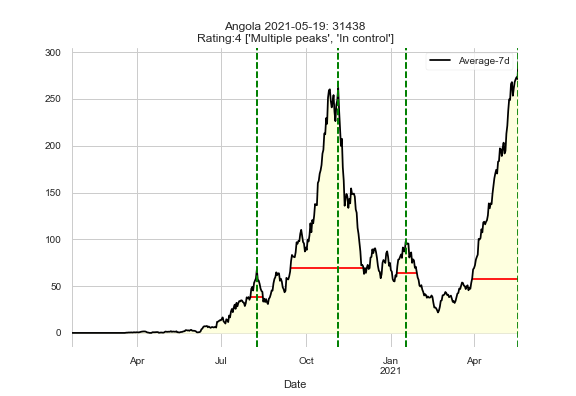 Angola 2021-05-19: 31438
Rating:4 ['Multiple peaks', 'In control']
300
Average-7d
250
200
150
100
50
0
Apr
Jul
Oct
Jan
Apr
2021
Date